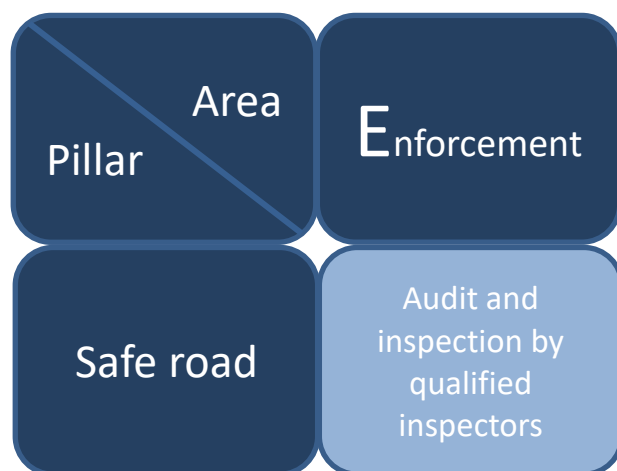 Area
Pillar
Enforcement
Safe road
Audit and
inspection by
qualified
inspectors